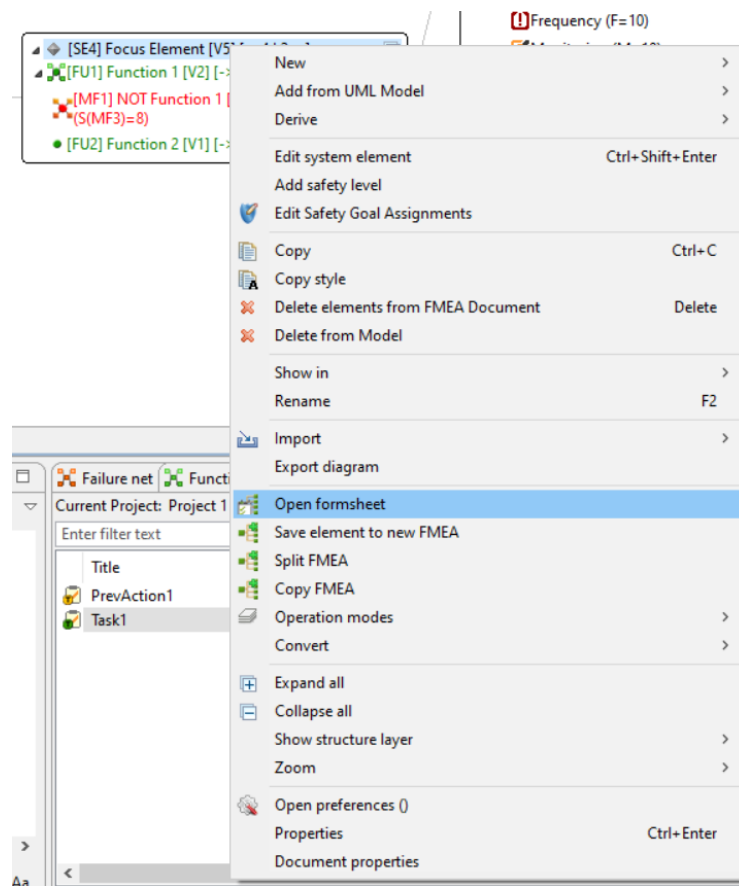 Frequency (F=10)
[SE4] Focus Element [V5]
[FU1] Function 1 [V2] [->
[MF1] NOT Function 1 [
(S(MF3)=8)
[FU2] Function 2 [V1] [->
New
Add from UML Model
Derive
Edit system element Ctrl+Shift+Enter
Add safety level
Edit Safety Goal Assignments
Copy Ctrl+C
Copy style
Delete elements from FMEA Document Delete
Delete from Model
Show in
Rename F2
Import
Export diagram
Open formsheet
Save element to new FMEA
Split FMEA
Copy FMEA
Operation modes
Convert
Expand all
Collapse all
Show structure layer
Zoom
Open preferences ()
Properties Ctrl+Enter
Document properties
Failure net Functi
Current Project: Project 1
Enter filter text
Title
PrevAction1
Task1
Aa